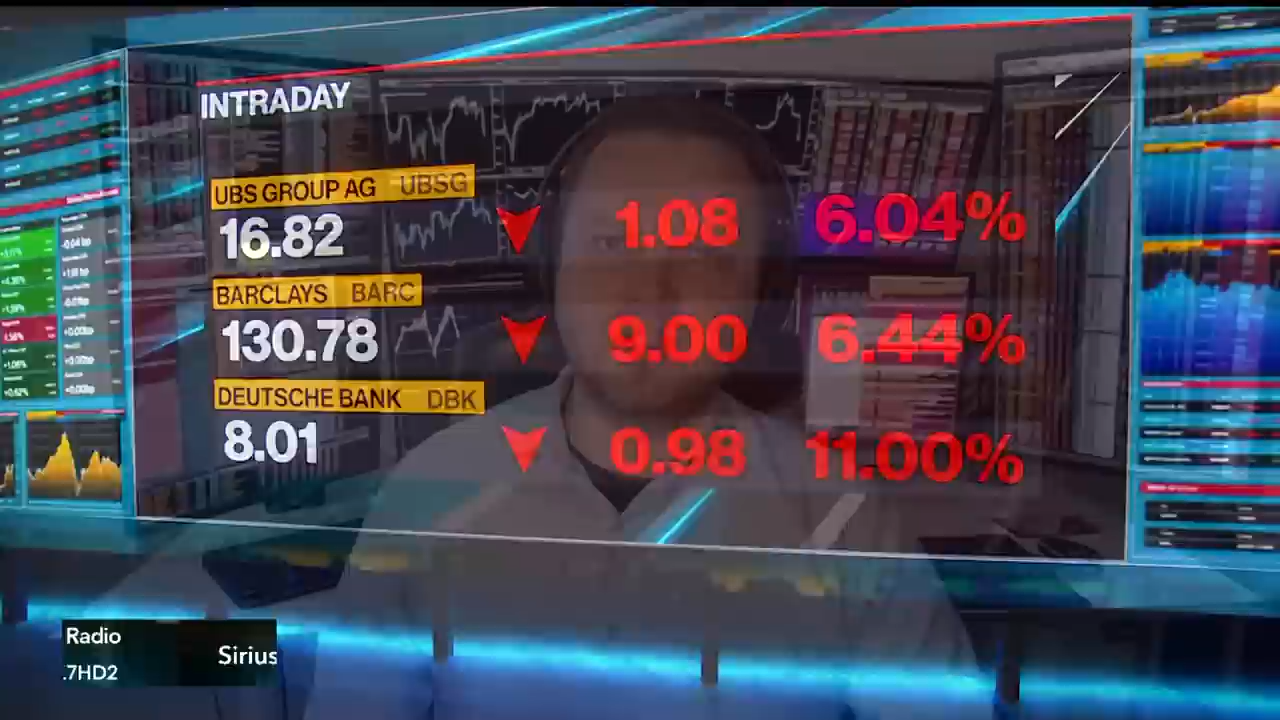 INTRADAY
UBS GROUP AG UBSG
16.82 1.08 6.04%
BARCLAYS BARC
130.78 9.00 6.44%
DEUTSCHE BANK DBK
8.01 0.98 11.00%
Radio
Sirius
.7HD2